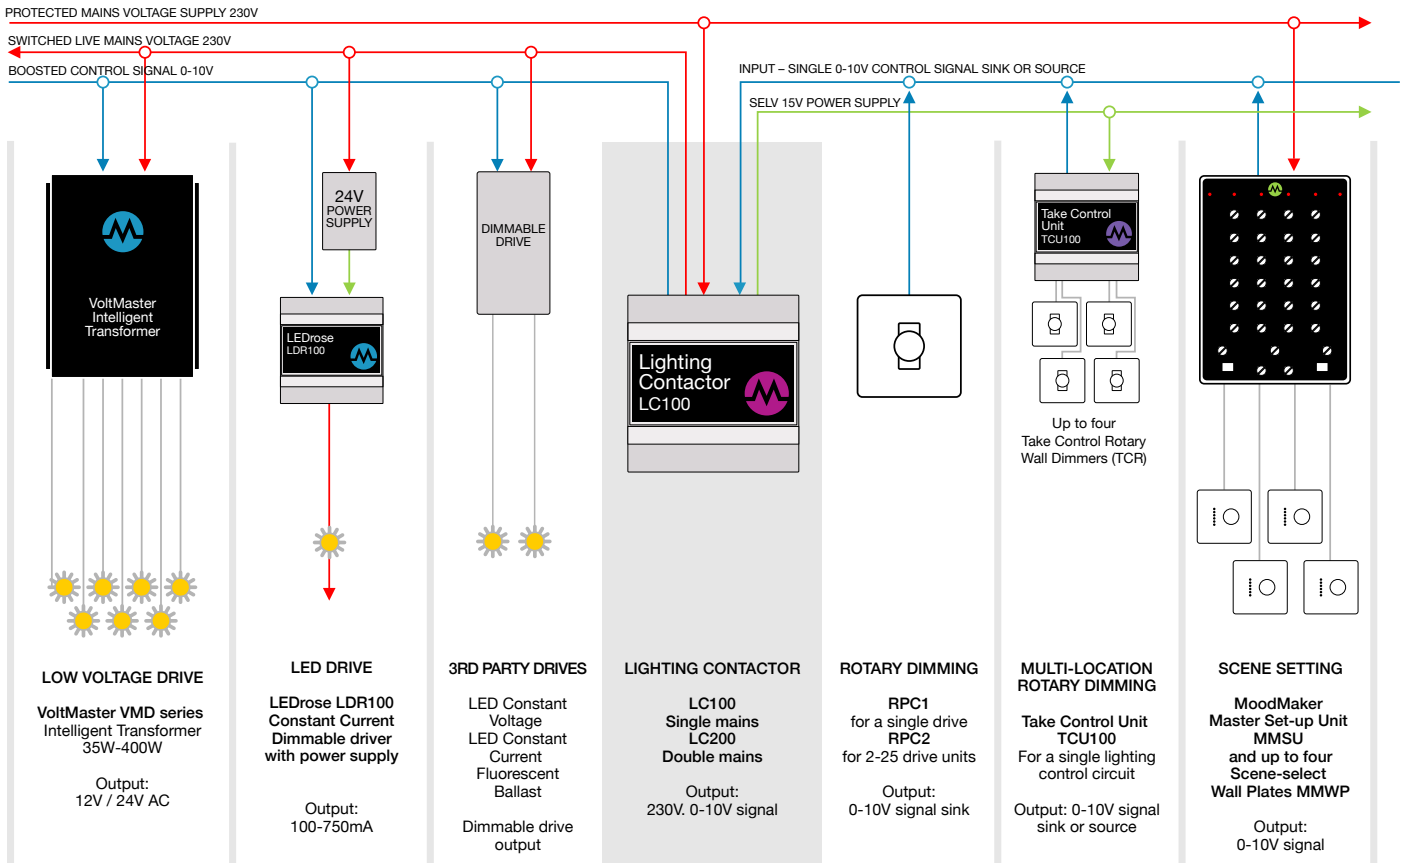 PROTECTED MAINS VOLTAGE SUPPLY 230V
SWITCHED LIVE MAINS VOLTAGE 230V
BOOSTED CONTROL SIGNAL 0-10V
INPUT – SINGLE 0-10V CONTROL SIGNAL SINK OR SOURCE
SELV 15V POWER SUPPLY
VoltMaster
Intelligent
Transformer
24V
POWER
SUPPLY
LEDrose
LDR100
DIMMABLE
DRIVE
Lighting
Contactor
LC100
Take Control
Unit
TCU100
Up to four
Take Control Rotary
Wall Dimmers (TCR)
LOW VOLTAGE DRIVE
VoltMaster VMD series
Intelligent Transformer
35W-400W
Output:
12V / 24V AC
LED DRIVE
LEDrose LDR100
Constant Current
Dimmable driver
with power supply
Output:
100-750mA
3RD PARTY DRIVES
LED Constant
Voltage
LED Constant
Current
Fluorescent
Ballast
Dimmable drive
output
LIGHTING CONTACTOR
LC100
Single mains
LC200
Double mains
Output:
230V. 0-10V signal
ROTARY DIMMING
RPC1
for a single drive
RPC2
for 2-25 drive units
Output:
0-10V signal sink
MULTI-LOCATION
ROTARY DIMMING
Take Control Unit
TCU100
For a single lighting
control circuit
Output: 0-10V signal
sink or source
SCENE SETTING
MoodMaker
Master Set-up Unit
MMSU
and up to four
Scene-select
Wall Plates MMWP
Output:
0-10V signal